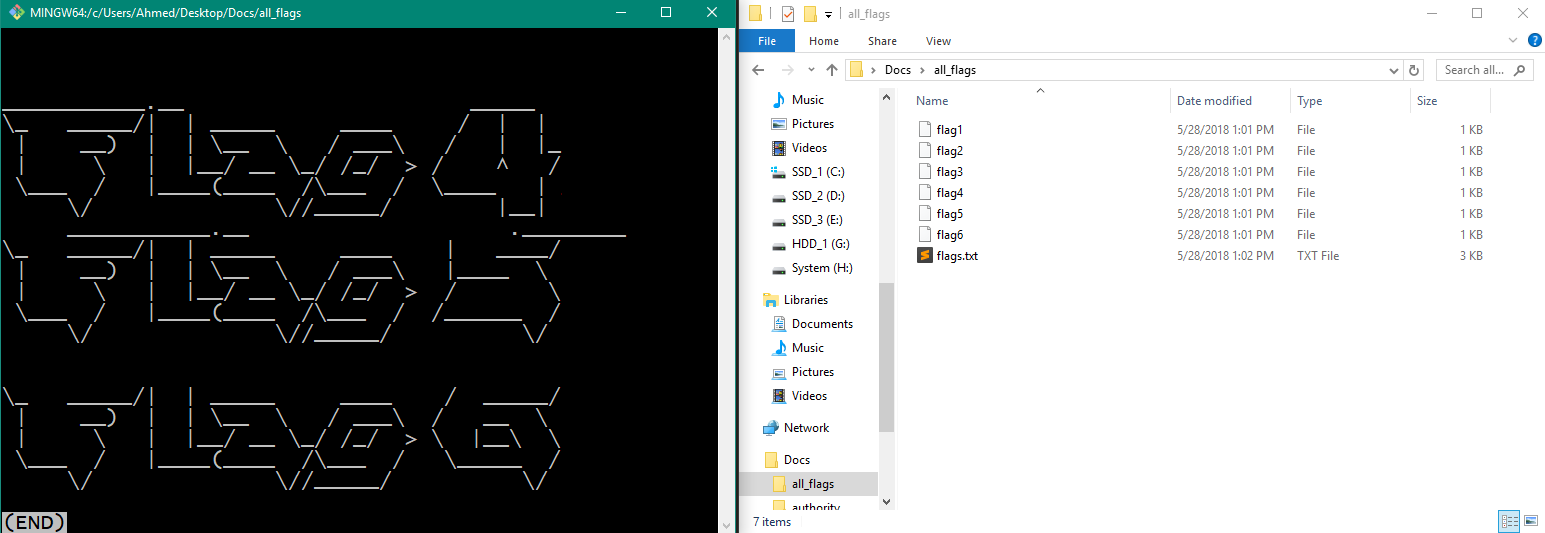 MINGW64:/c/Users/Ahmed/Desktop/Docs/all_flags
Flag 4
Flag 5
Flag 6
(END)
all_flags
File Home Share View
Docs > all_flags
Search all...
Music
Pictures
Videos
SSD_1 (C:)
SSD_2 (D:)
SSD_3 (E:)
HDD_1 (G:)
System (H:)
Libraries
Documents
Music
Pictures
Videos
Network
Docs
all_flags
authority
Name Date modified Type Size
flag1 5/28/2018 1:01 PM File 1 KB
flag2 5/28/2018 1:01 PM File 1 KB
flag3 5/28/2018 1:01 PM File 1 KB
flag4 5/28/2018 1:01 PM File 1 KB
flag5 5/28/2018 1:01 PM File 1 KB
flag6 5/28/2018 1:01 PM File 1 KB
flags.txt 5/28/2018 1:02 PM TXT File 3 KB
7 items